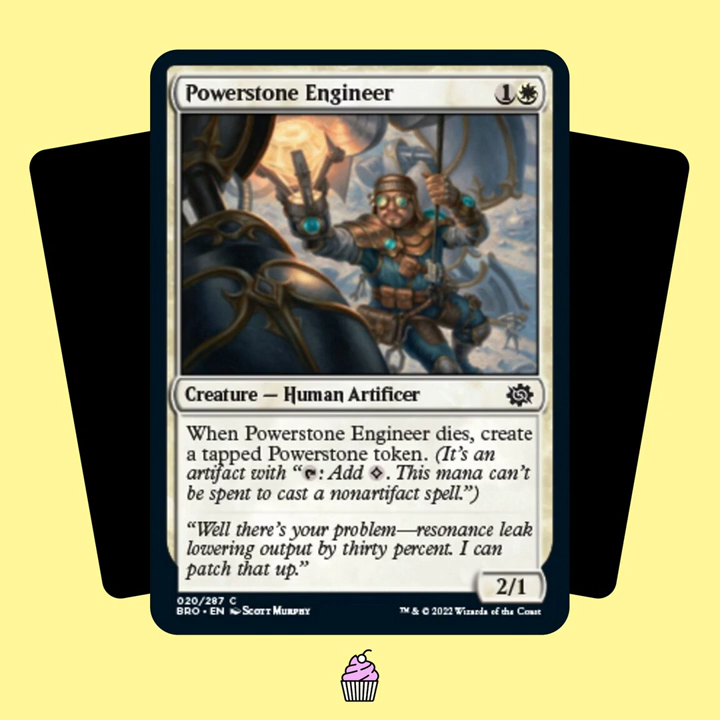 Powerstone Engineer 1
Creature — Human Artificer
When Powerstone Engineer dies, create
a tapped Powerstone token. (It's an
artifact with “: Add . This mana can't
be spent to cast a nonartifact spell.”)
“Well there's your problem—resonance leak
lowering output by thirty percent. I can
patch that up.”
2/1
020/287 C
BRO • EN Scott Murphy
™ & © 2022 Wizards of the Coast